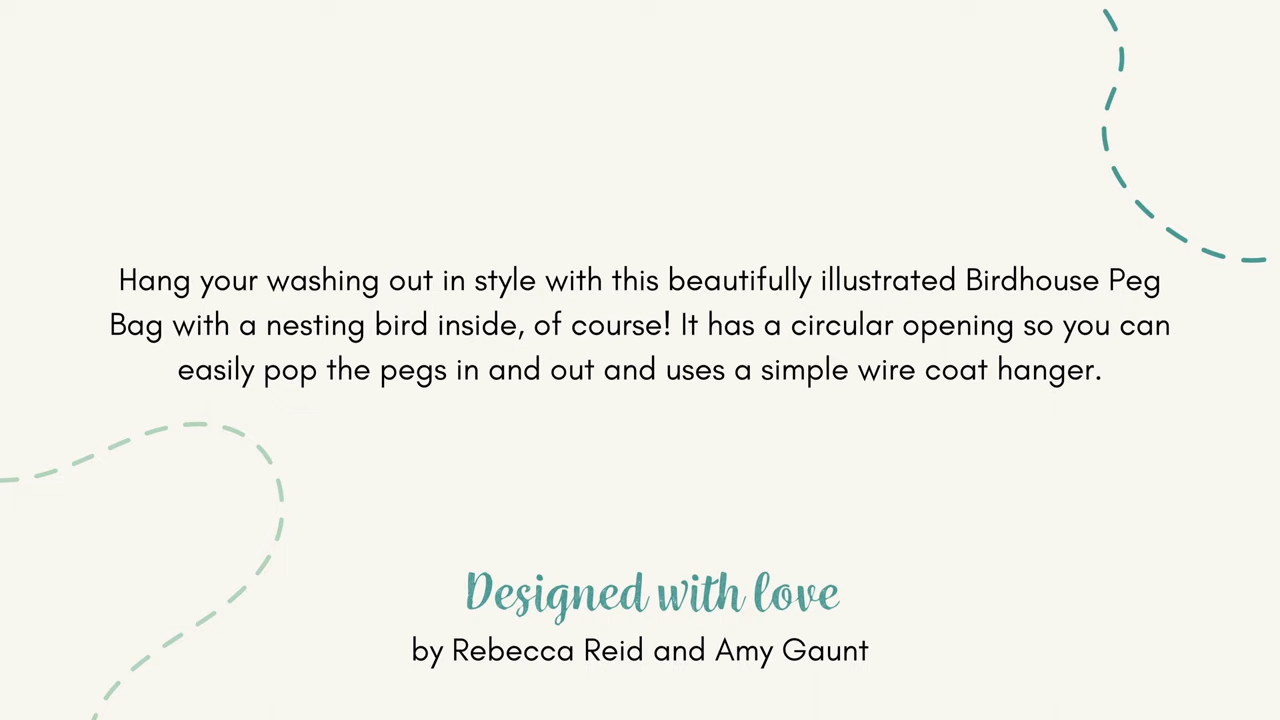 Hang your washing out in style with this beautifully illustrated Birdhouse Peg
Bag with a nesting bird inside, of course! It has a circular opening so you can
easily pop the pegs in and out and uses a simple wire coat hanger.
Designed with love
by Rebecca Reid and Amy Gaunt